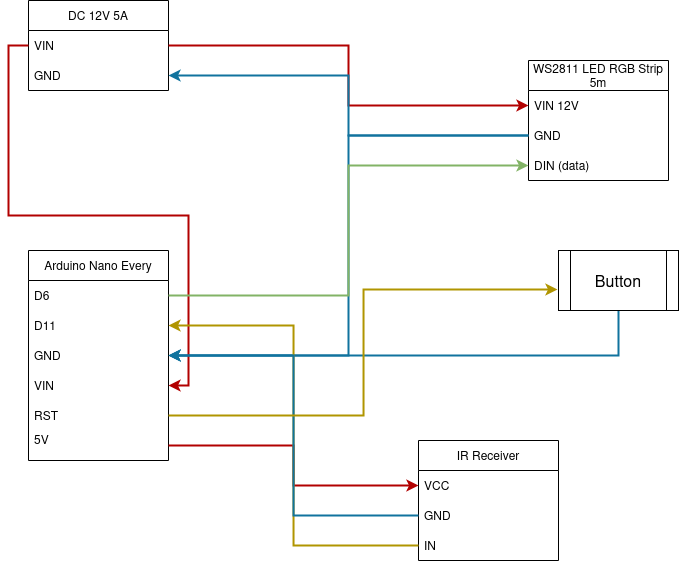 DC 12V 5A
VIN
GND
WS2811 LED RGB Strip
5m
VIN 12V
GND
DIN (data)
Arduino Nano Every
D6
D11
GND
VIN
RST
5V
Button
IR Receiver
VCC
GND
IN